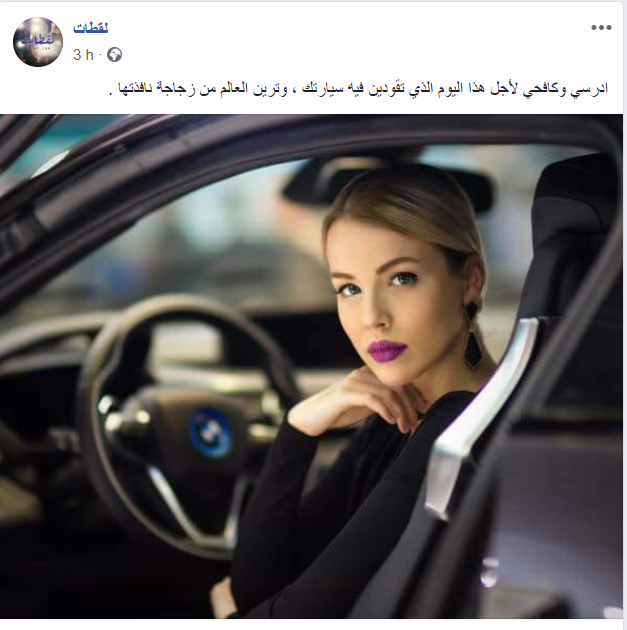 لقطات
3 h
ادرسي وكافحي لأجل هذا اليوم الذي تقودين فيه سيارتك ، وترين العالم من زجاجة نافذتها .